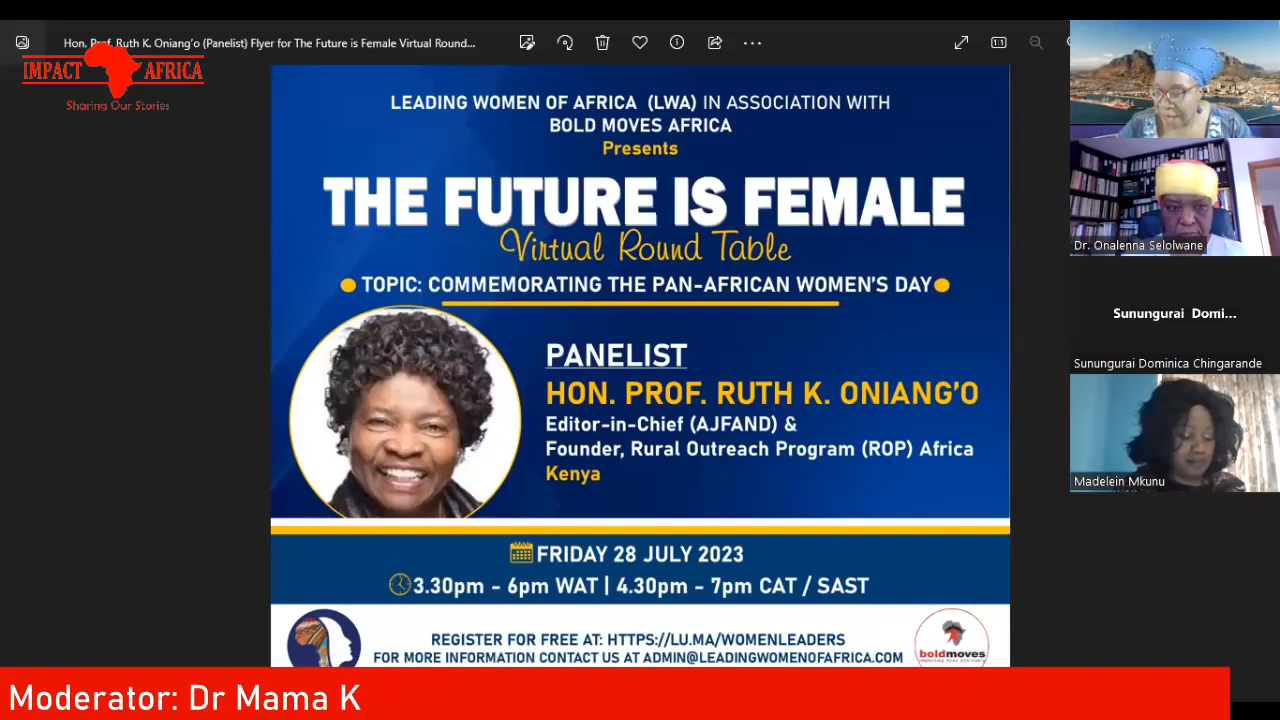 Hon. Prof. Ruth K. Oniang'o (Panelist) Flyer for The Future is Female Virtual Round...
IMPACT AFRICA
Sharing Our Stories
LEADING WOMEN OF AFRICA (LWA) IN ASSOCIATION WITH
BOLD MOVES AFRICA
Presents
THE FUTURE IS FEMALE
Virtual Round Table
TOPIC: COMMEMORATING THE PAN-AFRICAN WOMEN'S DAY
PANELIST
HON. PROF. RUTH K. ONIANG'O
Editor-in-Chief (AJFAND) &
Founder, Rural Outreach Program (ROP) Africa
Kenya
FRIDAY 28 JULY 2023
3.30pm - 6pm WAT | 4.30pm - 7pm CAT / SAST
REGISTER FOR FREE AT: HTTPS://LU.MA/WOMENLEADERS
FOR MORE INFORMATION CONTACT US AT ADMIN@LEADINGWOMENOFAFRICA.COM
boldmoves
1:1
Dr. Onalenna Selolwane
Sunungurai Domi...
Sunungurai Dominica Chingarande
Madelein Mkunu
Moderator: Dr Mama K